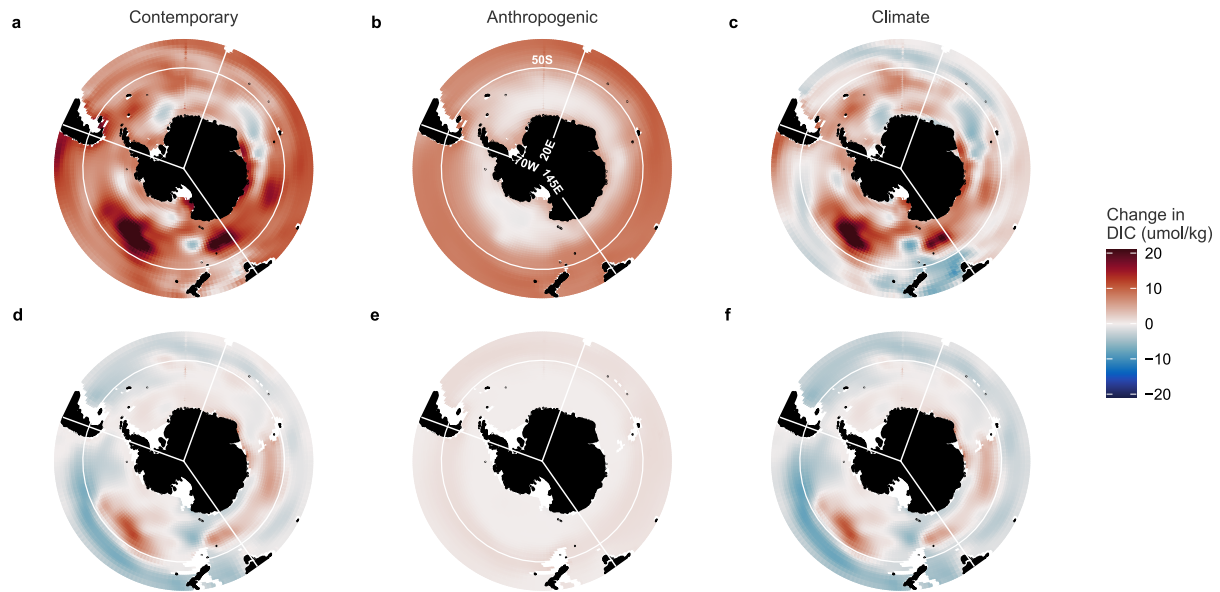 a
Contemporary
b
Anthropogenic
c
Climate
50S
20E
70W
145E
Change in
DIC (umol/kg)
20
10
0
−10
−20
d
e
f